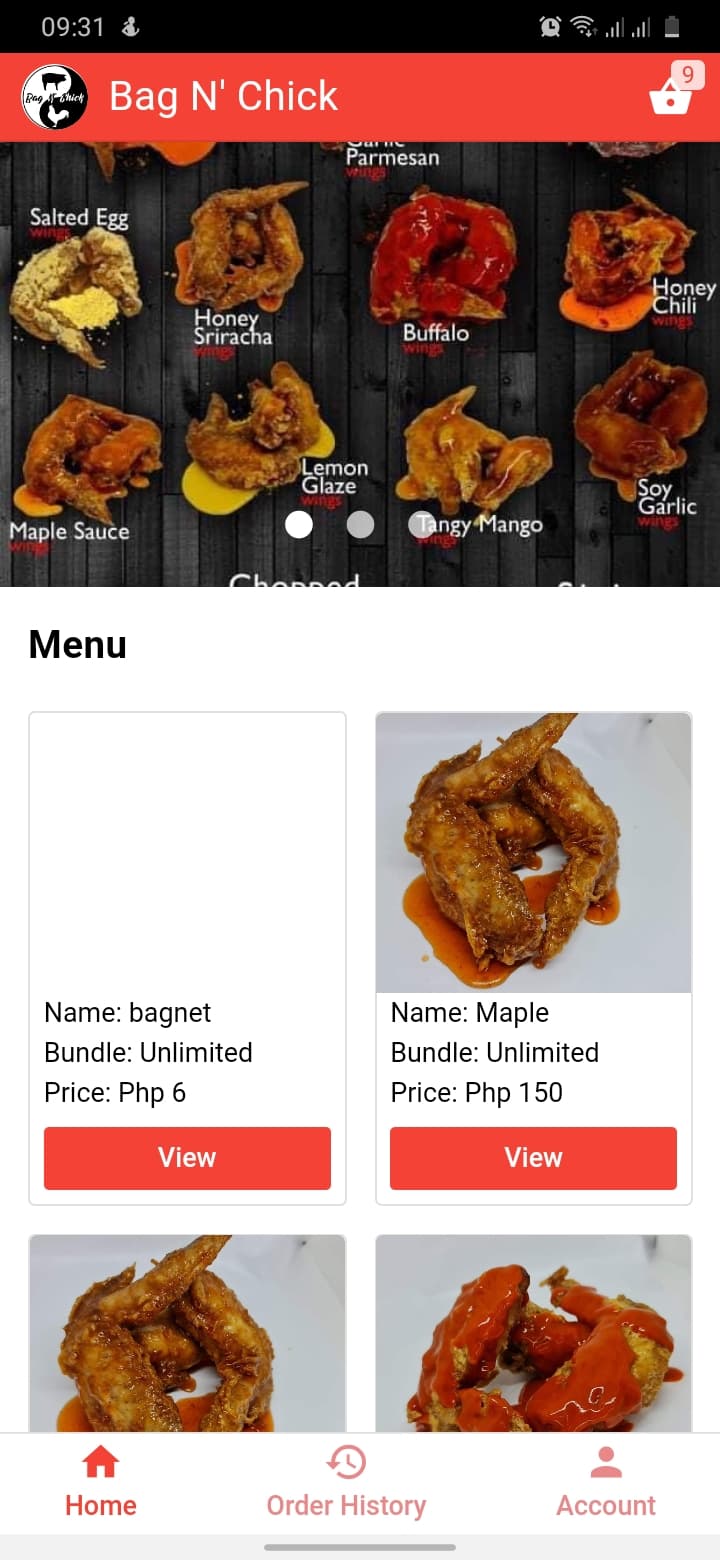 09:31
Bag N' Chick
Bag N' Chick
9
Parmesan
wings
Salted Egg
wings
Honey
Sriracha
wings
Buffalo
wings
Honey
Chili
wings
Lemon
Glaze
wings
Soy
Garlic
wings
Maple Sauce
wings
Tangy Mango
wings
Chopped
Menu
Name: bagnet
Bundle: Unlimited
Price: Php 6
View
Name: Maple
Bundle: Unlimited
Price: Php 150
View
Home
Order History
Account